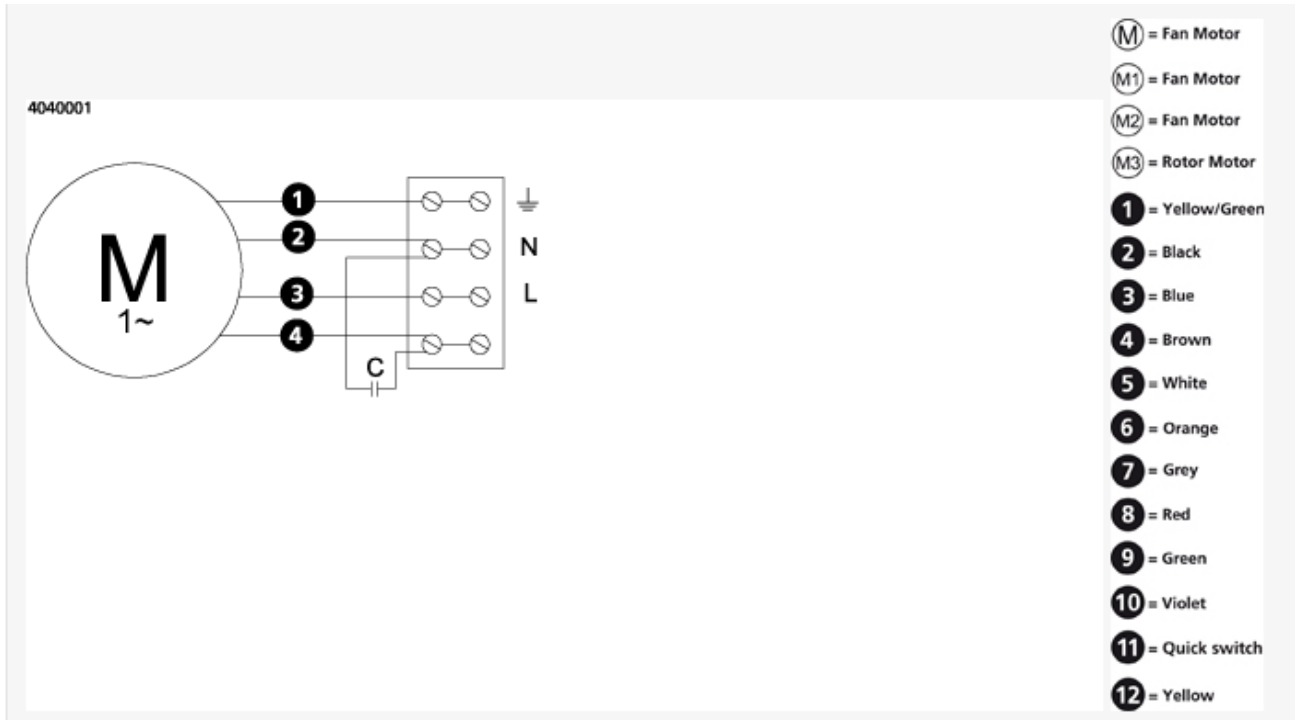 4040001
M
1~
1
2
3
4
C
N
L
M = Fan Motor
M1 = Fan Motor
M2 = Fan Motor
M3 = Rotor Motor
1 = Yellow/Green
2 = Black
3 = Blue
4 = Brown
5 = White
6 = Orange
7 = Grey
8 = Red
9 = Green
10 = Violet
11 = Quick switch
12 = Yellow